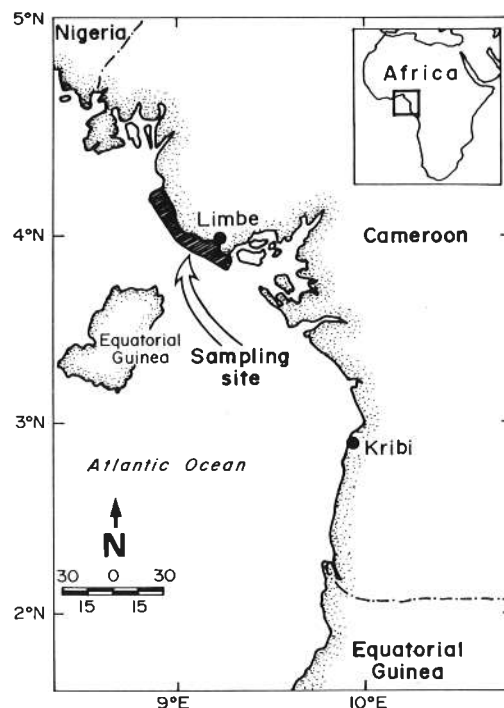 5°N
Nigeria
Africa
Limbe
4°N
Cameroon
Equatorial
Guinea
Sampling
site
3°N
Kribi
Atlantic Ocean
N
30 0 30
15 15
2°N
Equatorial
Guinea
9°E 10°E